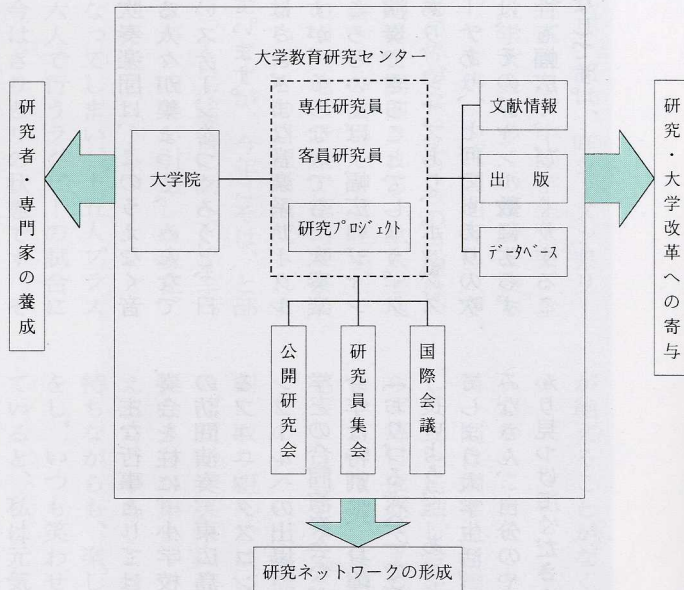 大学教育研究センター
研究者・専門家の養成
大学院
専任研究員
客員研究員
研究プロジェクト
文献情報
出版
データベース
研究・大学改革への寄与
公開研究会
研究員集会
国際会議
研究ネットワークの形成